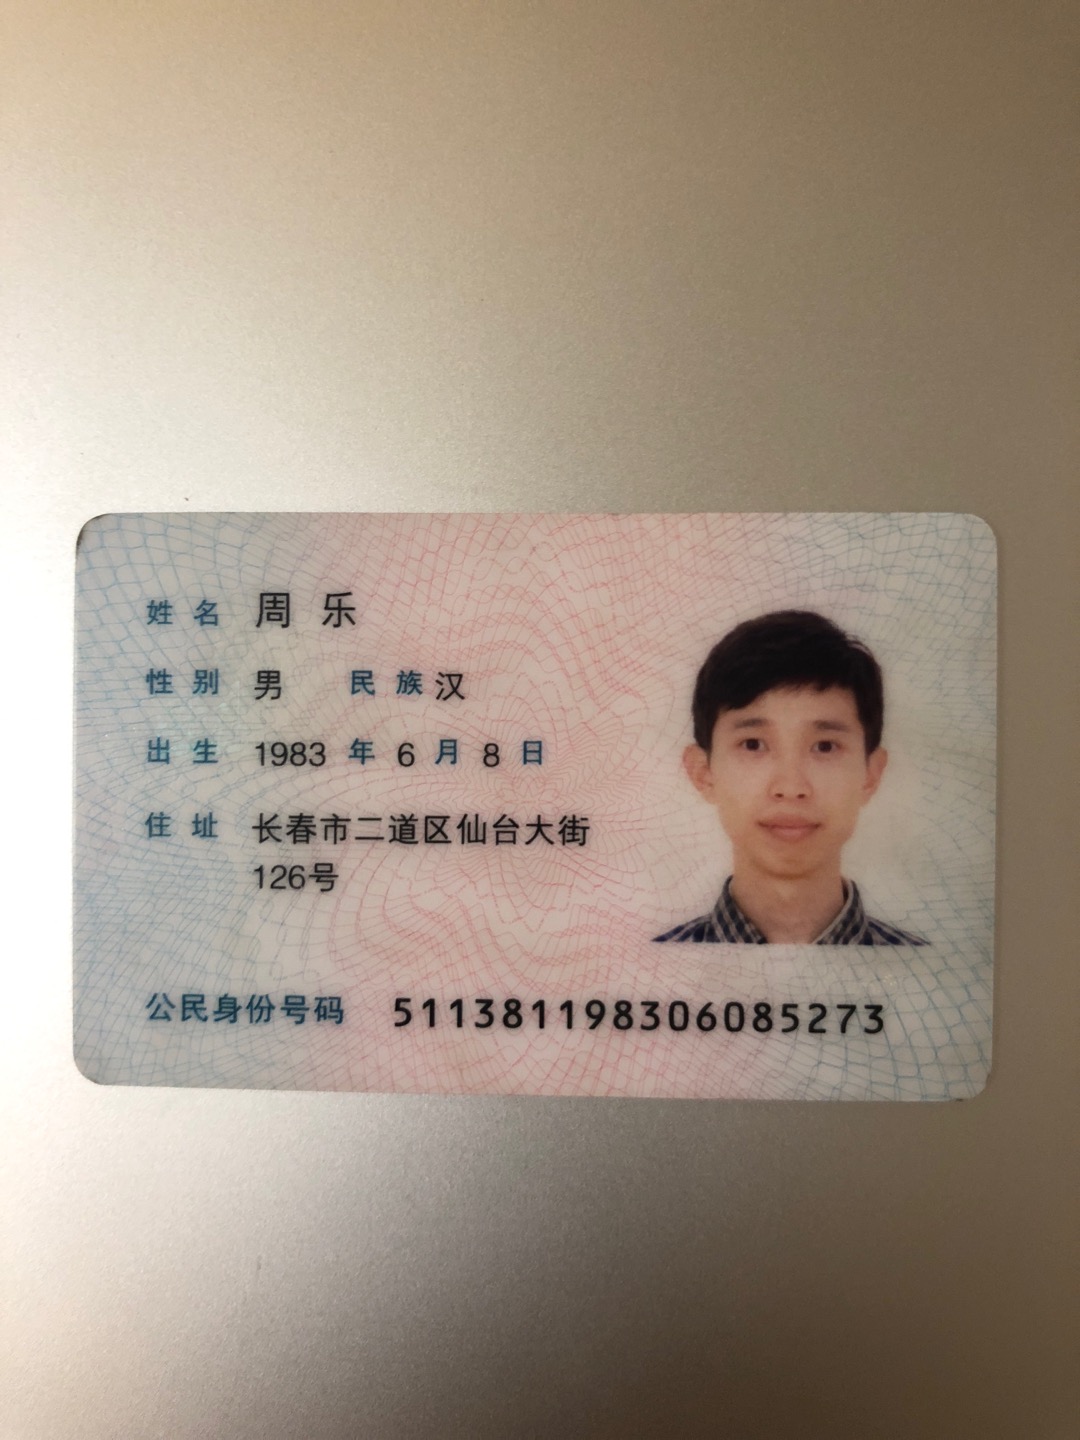 姓名 周乐
性别 男 民族 汉
出生 1983 年 6 月 8 日
住址 长春市二道区仙台大街
126号
公民身份号码 511381198306085273